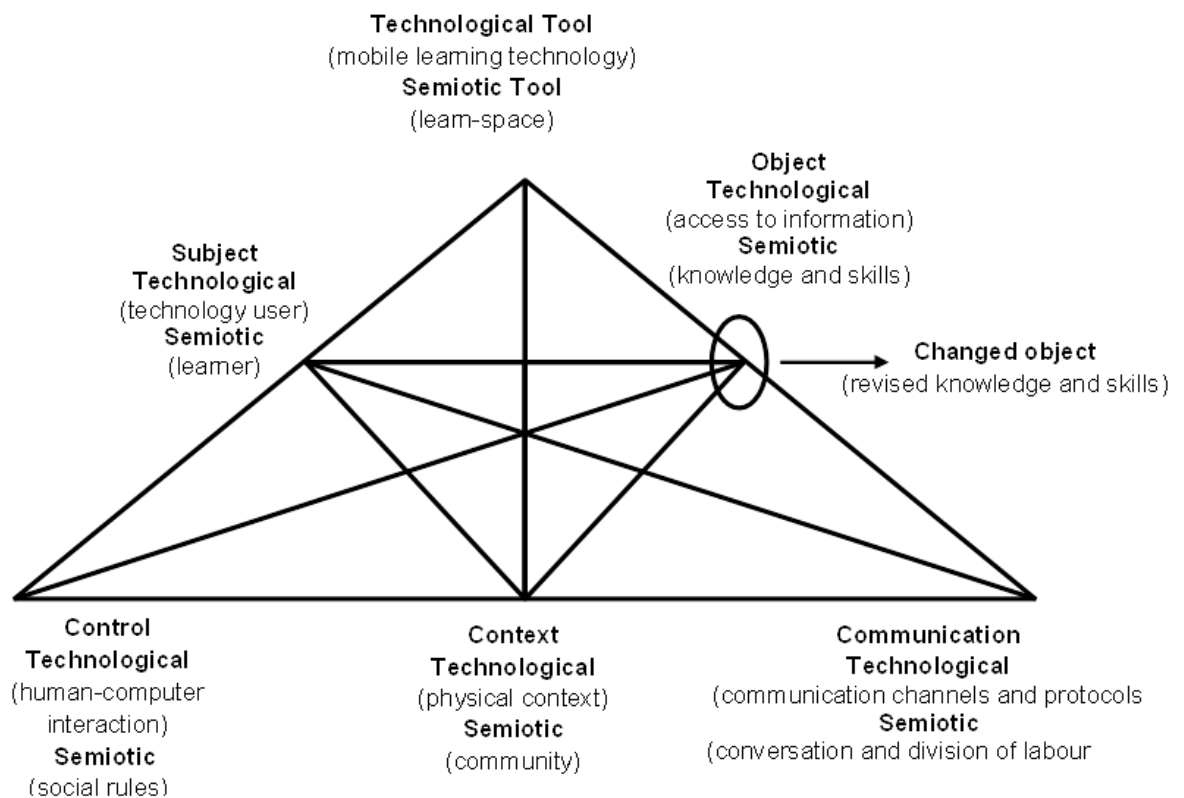 Technological Tool
(mobile learning technology)
Semiotic Tool
(learn-space)
Object
Technological
(access to information)
Semiotic
(knowledge and skills)
Subject
Technological
(technology user)
Semiotic
(learner)
Changed object
(revised knowledge and skills)
Control
Technological
(human-computer
interaction)
Semiotic
(social rules)
Context
Technological
(physical context)
Semiotic
(community)
Communication
Technological
(communication channels and protocols
Semiotic
(conversation and division of labour